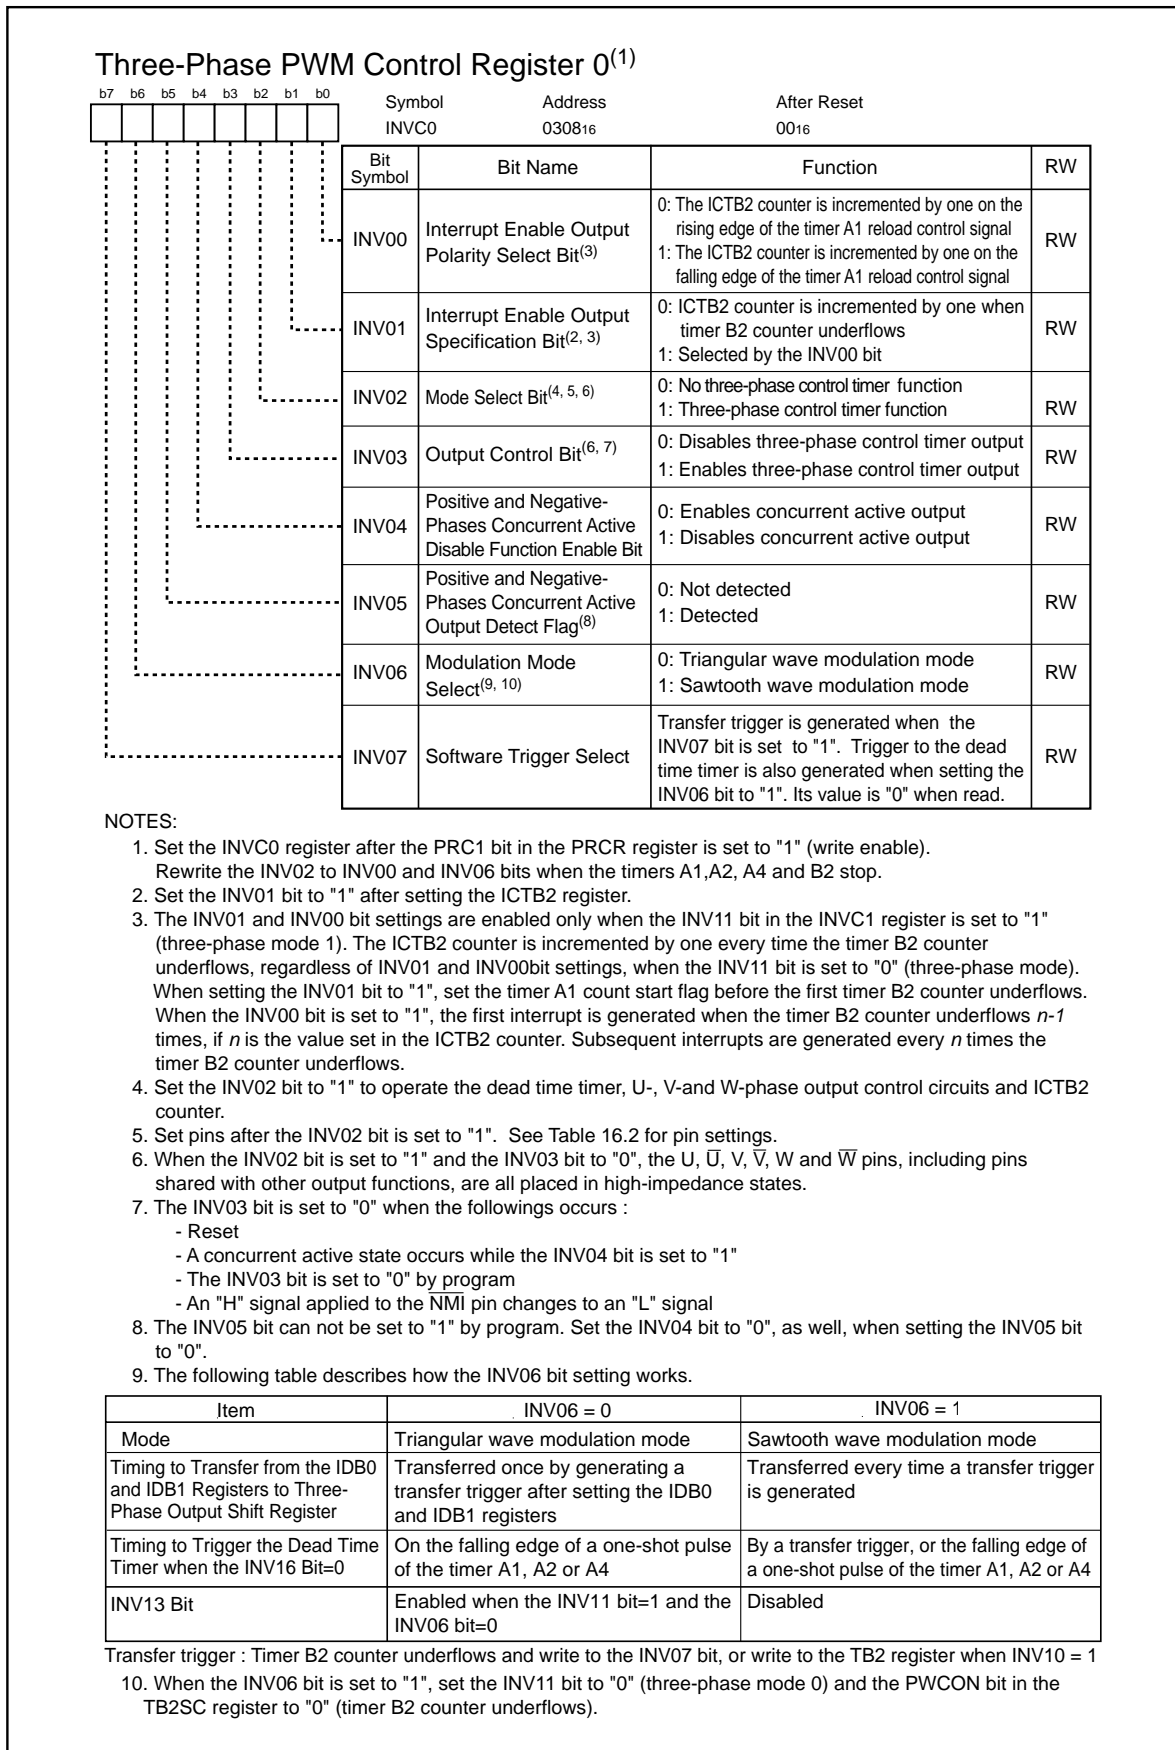 Three-Phase PWM Control Register 0(1)
b7 b6 b5 b4 b3 b2 b1 b0
Symbol Address After Reset
INVC0 030816 0016
Bit Symbol Bit Name Function RW
INV00 Interrupt Enable Output Polarity Select Bit(3)
0: The ICTB2 counter is incremented by one on the
rising edge of the timer A1 reload control signal
1: The ICTB2 counter is incremented by one on the
falling edge of the timer A1 reload control signal
RW
INV01 Interrupt Enable Output Specification Bit(2, 3)
0: ICTB2 counter is incremented by one when
timer B2 counter underflows
1: Selected by the INV00 bit
RW
INV02 Mode Select Bit(4, 5, 6)
0: No three-phase control timer function
1: Three-phase control timer function
RW
INV03 Output Control Bit(6, 7)
0: Disables three-phase control timer output
1: Enables three-phase control timer output
RW
INV04
Positive and Negative-
Phases Concurrent Active
Disable Function Enable Bit
0: Enables concurrent active output
1: Disables concurrent active output
RW
INV05
Positive and Negative-
Phases Concurrent Active
Output Detect Flag(8)
0: Not detected
1: Detected
RW
INV06
Modulation Mode
Select(9, 10)
0: Triangular wave modulation mode
1: Sawtooth wave modulation mode
RW
INV07 Software Trigger Select
Transfer trigger is generated when the
INV07 bit is set to "1". Trigger to the dead
time timer is also generated when setting the
INV06 bit to "1". Its value is "0" when read.
RW
NOTES:
1. Set the INVC0 register after the PRC1 bit in the PRCR register is set to "1" (write enable).
Rewrite the INV02 to INV00 and INV06 bits when the timers A1,A2, A4 and B2 stop.
2. Set the INV01 bit to "1" after setting the ICTB2 register.
3. The INV01 and INV00 bit settings are enabled only when the INV11 bit in the INVC1 register is set to "1"
(three-phase mode 1). The ICTB2 counter is incremented by one every time the timer B2 counter
underflows, regardless of INV01 and INV00bit settings, when the INV11 bit is set to "0" (three-phase mode).
When setting the INV01 bit to "1", set the timer A1 count start flag before the first timer B2 counter underflows.
When the INV00 bit is set to "1", the first interrupt is generated when the timer B2 counter underflows n-1
times, if n is the value set in the ICTB2 counter. Subsequent interrupts are generated every n times the
timer B2 counter underflows.
4. Set the INV02 bit to "1" to operate the dead time timer, U-, V-and W-phase output control circuits and ICTB2
counter.
5. Set pins after the INV02 bit is set to "1". See Table 16.2 for pin settings.
6. When the INV02 bit is set to "1" and the INV03 bit to "0", the U, U̅, V, V̅, W and W̅ pins, including pins
shared with other output functions, are all placed in high-impedance states.
7. The INV03 bit is set to "0" when the followings occurs :
- Reset
- A concurrent active state occurs while the INV04 bit is set to "1"
- The INV03 bit is set to "0" by program
- An "H" signal applied to the N̅M̅I̅ pin changes to an "L" signal
8. The INV05 bit can not be set to "1" by program. Set the INV04 bit to "0", as well, when setting the INV05 bit
to "0".
9. The following table describes how the INV06 bit setting works.
Item INV06 = 0 INV06 = 1
Mode Triangular wave modulation mode Sawtooth wave modulation mode
Timing to Transfer from the IDB0
and IDB1 Registers to Three-
Phase Output Shift Register
Transferred once by generating a
transfer trigger after setting the IDB0
and IDB1 registers
Transferred every time a transfer trigger
is generated
Timing to Trigger the Dead Time
Timer when the INV16 Bit=0
On the falling edge of a one-shot pulse
of the timer A1, A2 or A4
By a transfer trigger, or the falling edge of
a one-shot pulse of the timer A1, A2 or A4
INV13 Bit
Enabled when the INV11 bit=1 and the
INV06 bit=0
Disabled
Transfer trigger : Timer B2 counter underflows and write to the INV07 bit, or write to the TB2 register when INV10 = 1
10. When the INV06 bit is set to "1", set the INV11 bit to "0" (three-phase mode 0) and the PWCON bit in the
TB2SC register to "0" (timer B2 counter underflows).